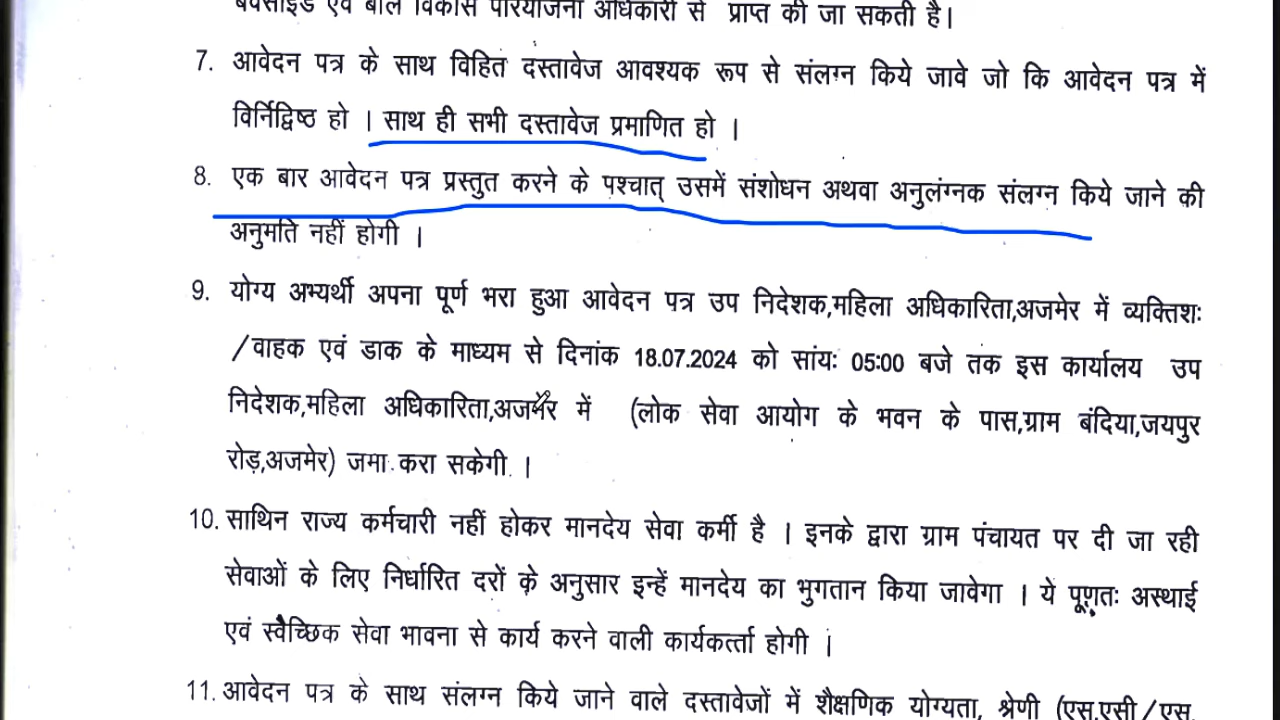 बेवसाईड एवं बाल विकास परियोजना अधिकारी से प्राप्त की जा सकती है।
7. आवेदन पत्र के साथ विहित दस्तावेज आवश्यक रूप से संलग्न किये जावे जो कि आवेदन पत्र में
विर्निद्विष्ठ हो । साथ ही सभी दस्तावेज प्रमाणित हो ।
8. एक बार आवेदन पत्र प्रस्तुत करने के पश्चात् उसमें संशोधन अथवा अनुलंग्नक संलग्न किये जाने की
अनुमति नहीं होगी ।
9. योग्य अभ्यर्थी अपना पूर्ण भरा हुआ आवेदन पत्र उप निदेशक,महिला अधिकारिता,अजमेर में व्यक्तिशः
/वाहक एवं डाक के माध्यम से दिनांक 18.07.2024 को सांयः 05:00 बजे तक इस कार्यालय उप
निदेशक,महिला अधिकारिता,अजमेर में (लोक सेवा आयोग के भवन के पास,ग्राम बंदिया,जयपुर
रोड़,अजमेर) जमा करा सकेगी ।
10. साथिन राज्य कर्मचारी नहीं होकर मानदेय सेवा कर्मी है । इनके द्वारा ग्राम पंचायत पर दी जा रही
सेवाओं के लिए निर्धारित दरों के अनुसार इन्हें मानदेय का भुगतान किया जावेगा । ये पूणतः अस्थाई
एवं स्वैच्छिक सेवा भावना से कार्य करने वाली कार्यकर्त्ता होगी ।
11. आवेदन पत्र के साथ संलग्न किये जाने वाले दस्तावेजों में शैक्षणिक योग्यता, श्रेणी (एस.एसी/एस.